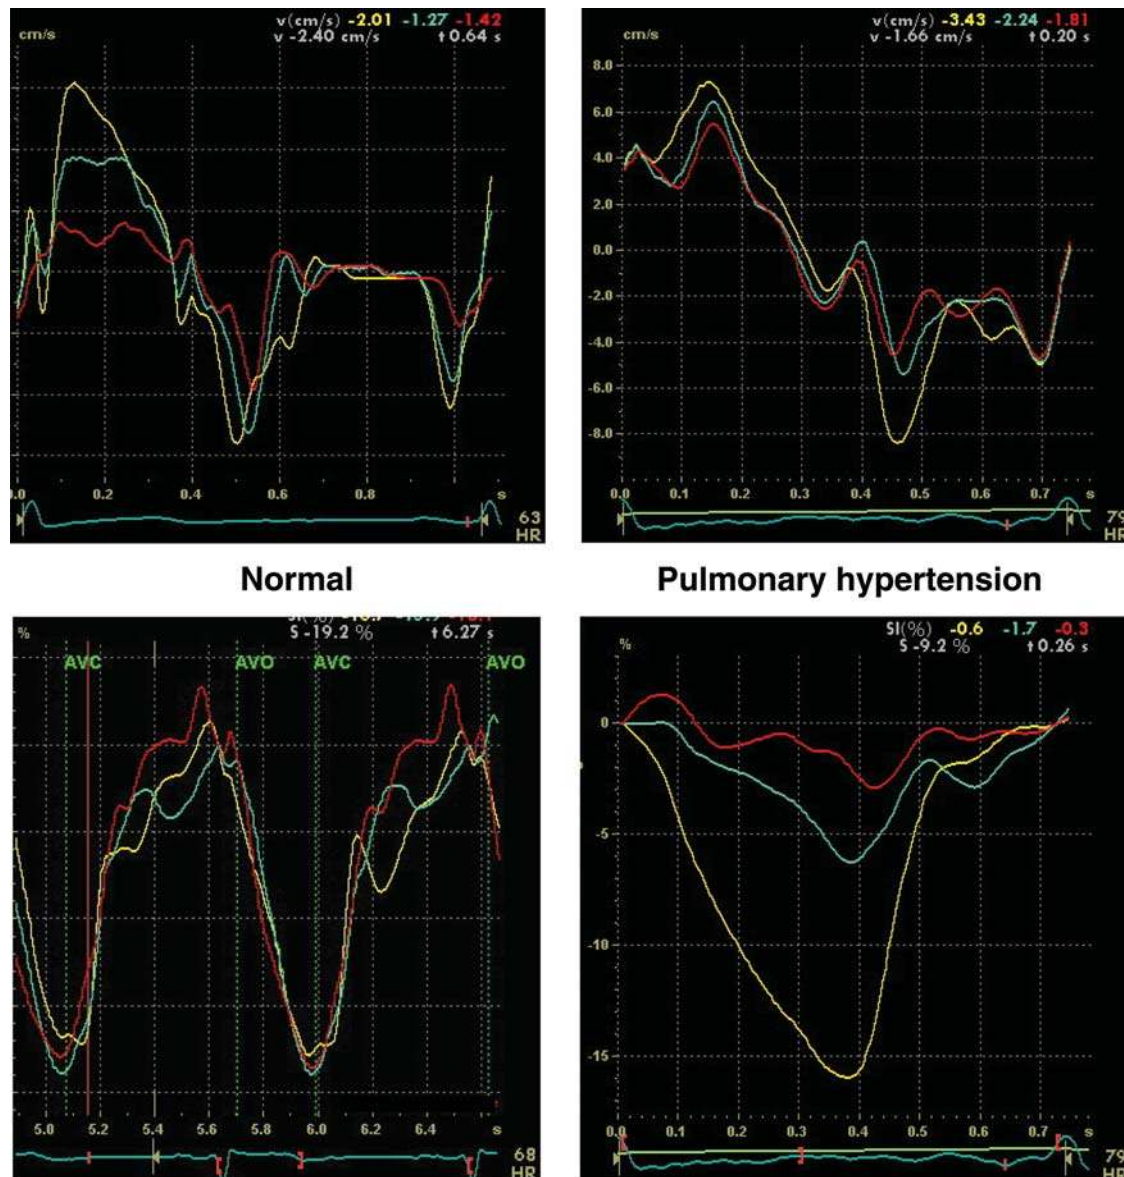 v(cm/s) -2.01 -1.27 -1.42
v -2.40 cm/s t 0.64 s
cm/s
0.0 0.2 0.4 0.6 0.8 s
63
HR
v(cm/s) -3.43 -2.24 -1.81
v -1.66 cm/s t 0.20 s
cm/s
8.0
6.0
4.0
2.0
0.0
-2.0
-4.0
-6.0
-8.0
0.0 0.1 0.2 0.3 0.4 0.5 0.6 0.7 s
79
HR
Normal
Pulmonary hypertension
S -19.2 % t 6.27 s
%
AVC AVO AVC AVO
5.0 5.2 5.4 5.6 5.8 6.0 6.2 6.4 s
68
HR
SI(%) -0.6 -1.7 -0.3
S -9.2 % t 0.26 s
%
0
-5
-10
-15
0.0 0.1 0.2 0.3 0.4 0.5 0.6 0.7 s
79
HR